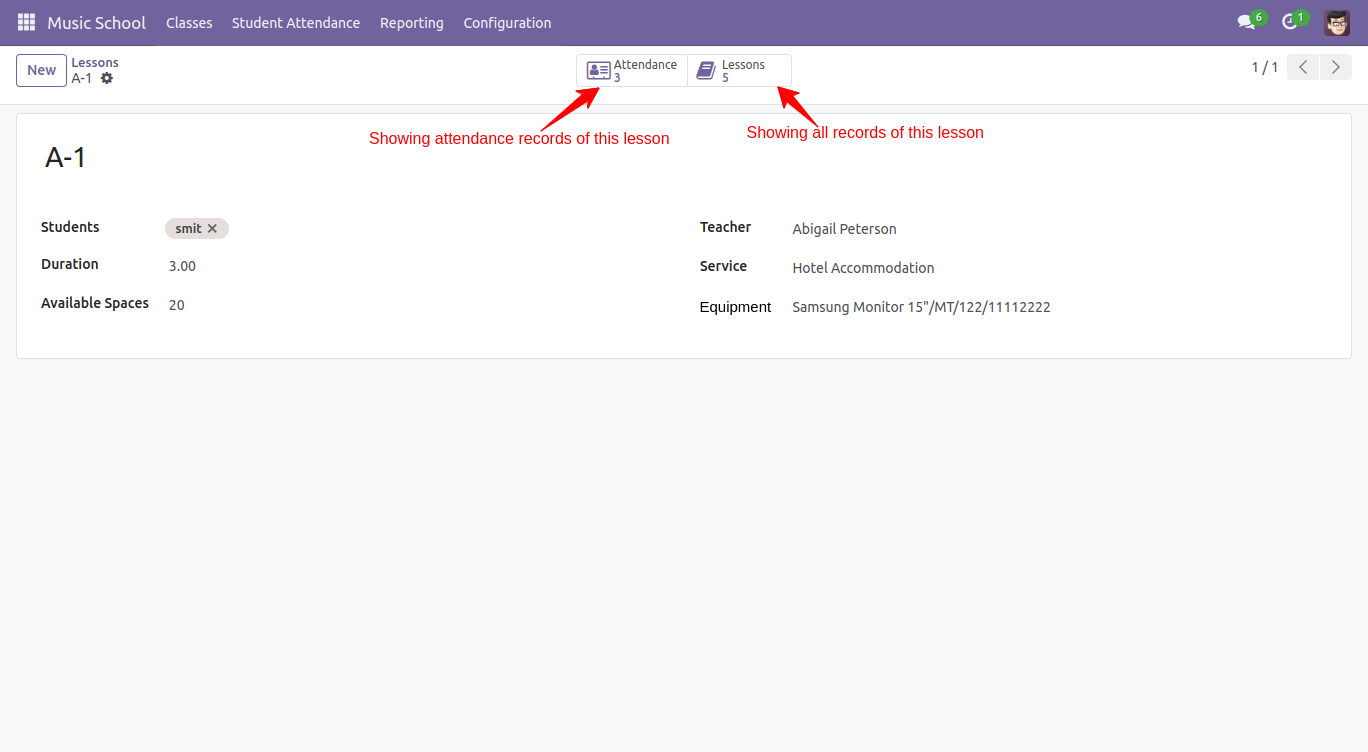 Music School Classes Student Attendance Reporting Configuration 6 1
New Lessons Attendance Lessons 1 / 1
A-1 3 5
Showing attendance records of this lesson Showing all records of this lesson
A-1
Students smit Teacher Abigail Peterson
Duration 3.00 Service Hotel Accommodation
Available Spaces 20 Equipment Samsung Monitor 15"/MT/122/11112222